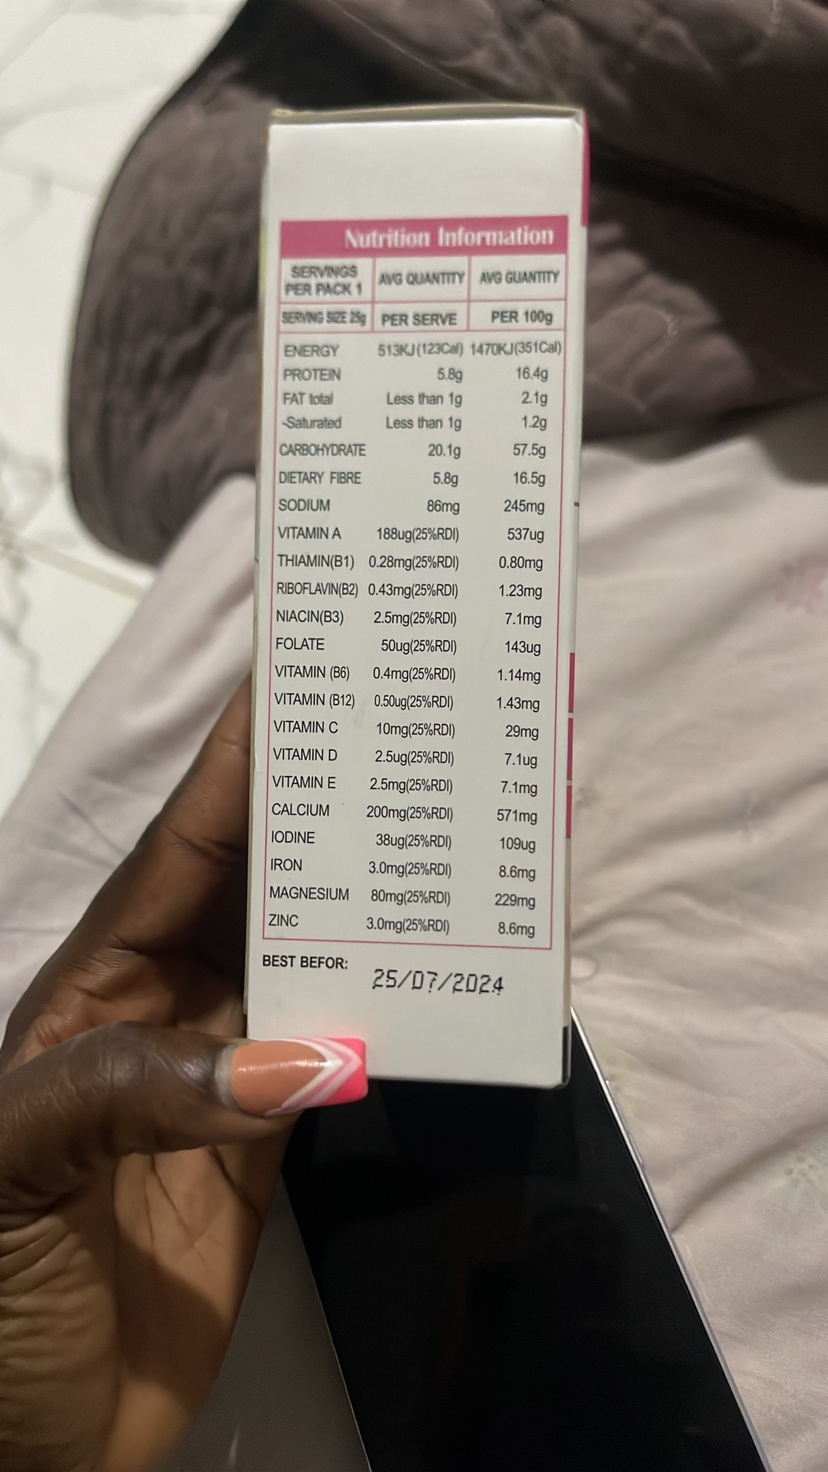 Nutrition Information
SERVINGS PER PACK 1 AVG QUANTITY AVG GUANTITY
SERVING SIZE 25g PER SERVE PER 100g
ENERGY 513KJ(123Cal) 1470KJ(351Cal)
PROTEIN 5.8g 16.4g
FAT total Less than 1g 2.1g
-Saturated Less than 1g 1.2g
CARBOHYDRATE 20.1g 57.5g
DIETARY FIBRE 5.8g 16.5g
SODIUM 86mg 245mg
VITAMIN A 188ug(25%RDI) 537ug
THIAMIN(B1) 0.28mg(25%RDI) 0.80mg
RIBOFLAVIN(B2) 0.43mg(25%RDI) 1.23mg
NIACIN(B3) 2.5mg(25%RDI) 7.1mg
FOLATE 50ug(25%RDI) 143ug
VITAMIN (B6) 0.4mg(25%RDI) 1.14mg
VITAMIN (B12) 0.50ug(25%RDI) 1.43mg
VITAMIN C 10mg(25%RDI) 29mg
VITAMIN D 2.5ug(25%RDI) 7.1ug
VITAMIN E 2.5mg(25%RDI) 7.1mg
CALCIUM 200mg(25%RDI) 571mg
IODINE 38ug(25%RDI) 109ug
IRON 3.0mg(25%RDI) 8.6mg
MAGNESIUM 80mg(25%RDI) 229mg
ZINC 3.0mg(25%RDI) 8.6mg
BEST BEFOR: 25/07/2024